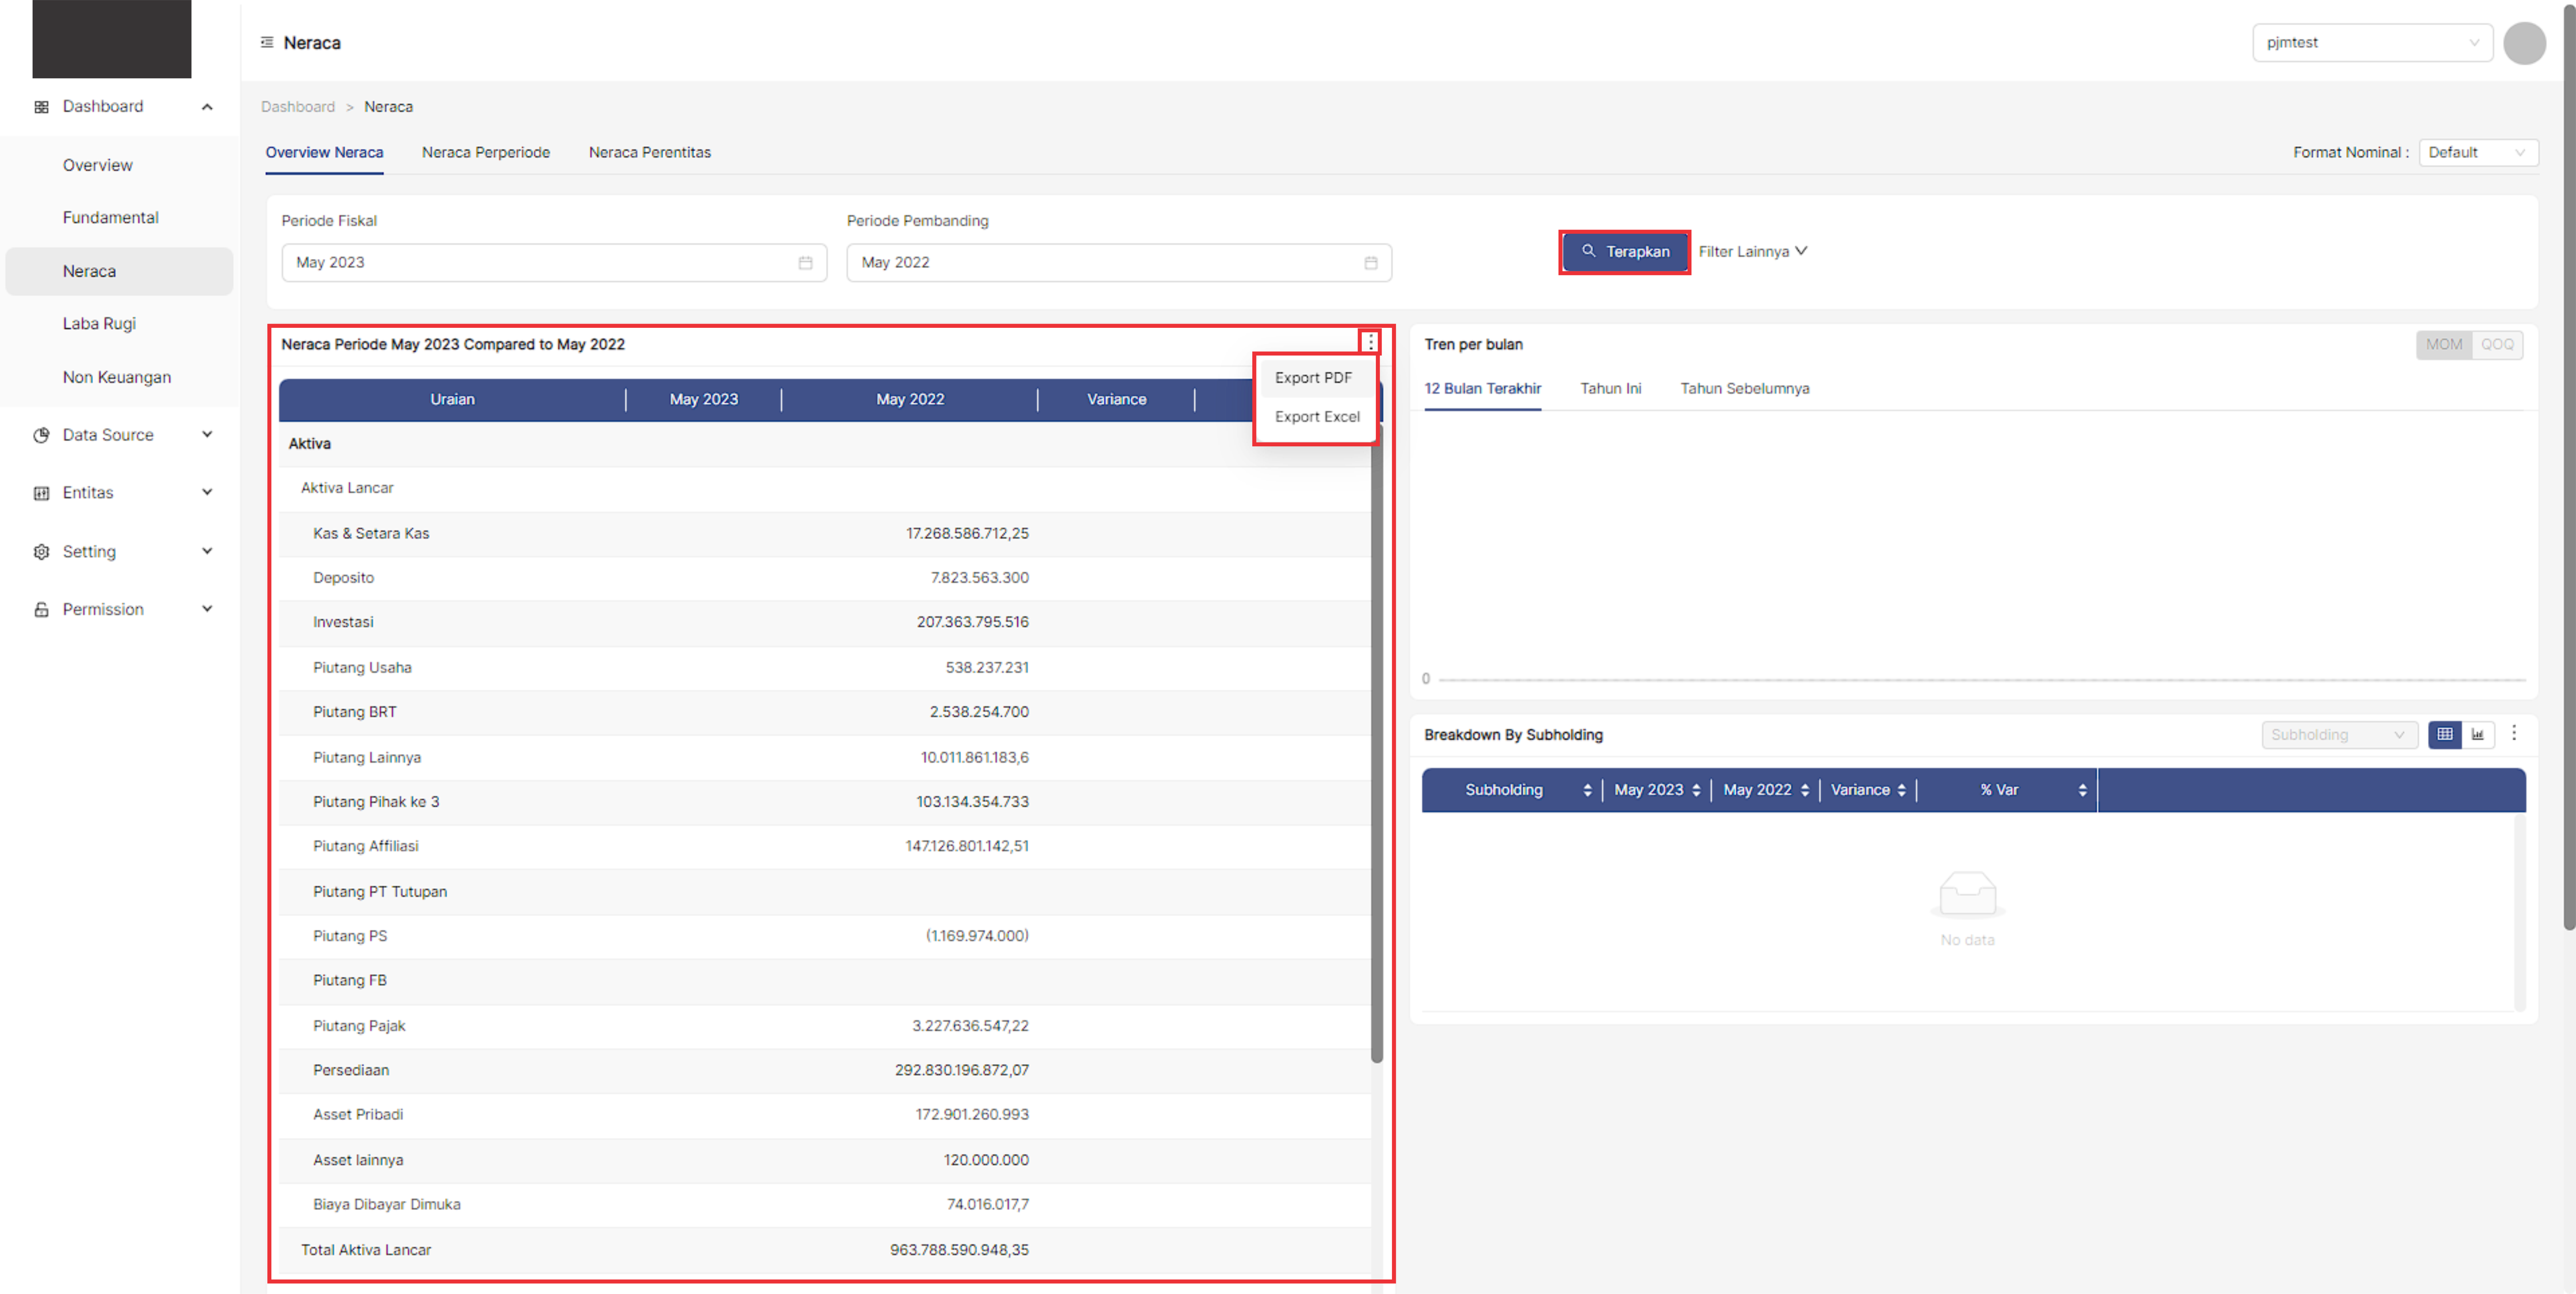 Neraca
pjmtest
Dashboard
Overview
Fundamental
Neraca
Laba Rugi
Non Keuangan
Data Source
Entitas
Setting
Permission
Dashboard > Neraca
Overview Neraca Neraca Perperiode Neraca Perentitas
Format Nominal : Default
Periode Fiskal Periode Pembanding
May 2023 May 2022
Terapkan Filter Lainnya
Neraca Periode May 2023 Compared to May 2022
Export PDF
Export Excel
Uraian May 2023 May 2022 Variance
Aktiva
Aktiva Lancar
Kas & Setara Kas 17.268.586.712,25
Deposito 7.823.563.300
Investasi 207.363.795.516
Piutang Usaha 538.237.231
Piutang BRT 2.538.254.700
Piutang Lainnya 10.011.861.183,6
Piutang Pihak ke 3 103.134.354.733
Piutang Affiliasi 147.126.801.142,51
Piutang PT Tutupan
Piutang PS (1.169.974.000)
Piutang FB
Piutang Pajak 3.227.636.547,22
Persediaan 292.830.196.872,07
Asset Pribadi 172.901.260.993
Asset lainnya 120.000.000
Biaya Dibayar Dimuka 74.016.017,7
Total Aktiva Lancar 963.788.590.948,35
Tren per bulan
MOM QOQ
12 Bulan Terakhir Tahun Ini Tahun Sebelumnya
0
Breakdown By Subholding
Subholding
Subholding May 2023 May 2022 Variance % Var
No data